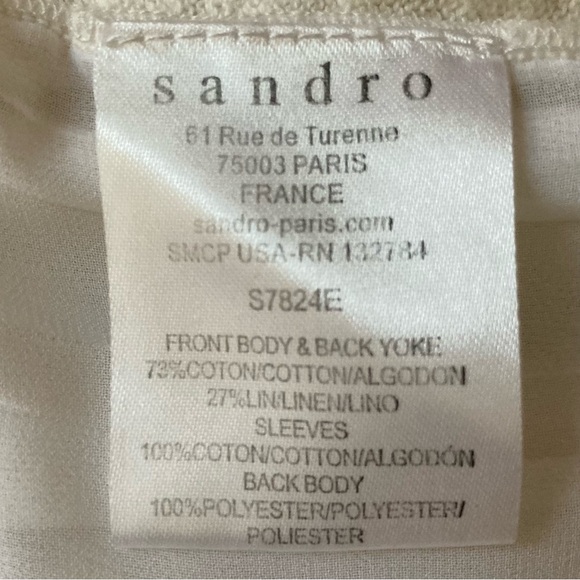 sandro
61 Rue de Turenne
75003 PARIS
FRANCE
sandro-paris.com
SMCP USA-RN 132784
S7824E
FRONT BODY & BACK YOKE
73%COTON/COTTON/ALGODON
27%LIN/LINEN/LINO
SLEEVES
100%COTON/COTTON/ALGODÓN
BACK BODY
100%POLYESTER/POLYESTER/
POLIESTER